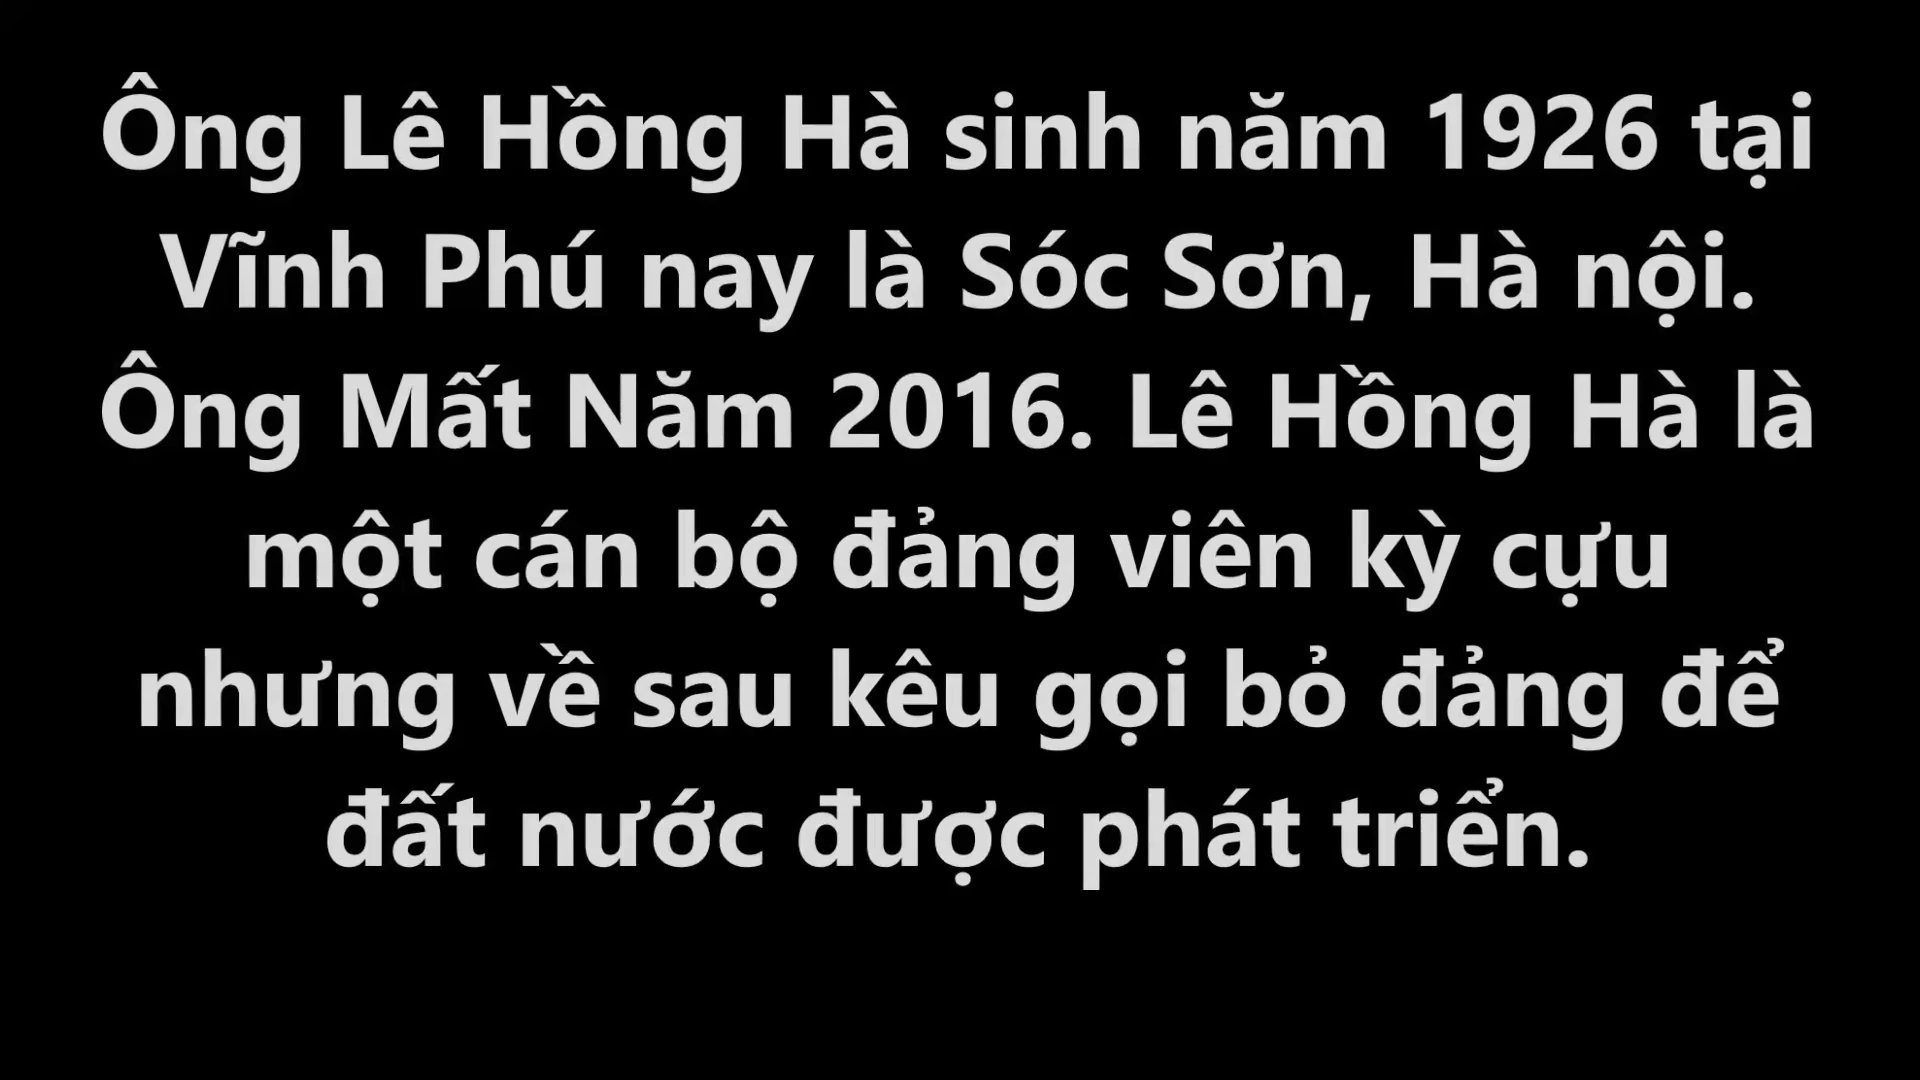 Ông Lê Hồng Hà sinh năm 1926 tại
Vĩnh Phú nay là Sóc Sơn, Hà nội.
Ông Mất Năm 2016. Lê Hồng Hà là
một cán bộ đảng viên kỳ cựu
nhưng về sau kêu gọi bỏ đảng để
đất nước được phát triển.